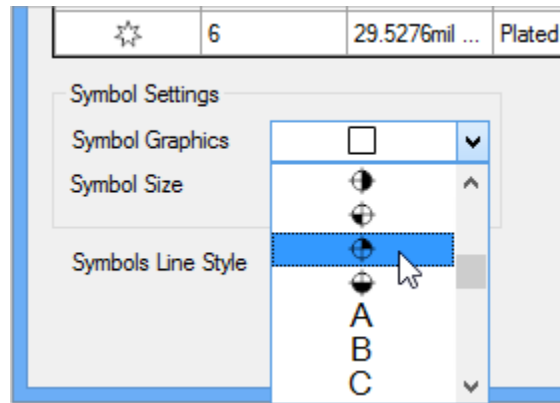 6 29.5276mil ... Plated
Symbol Settings
Symbol Graphics
Symbol Size
Symbols Line Style
A
B
C